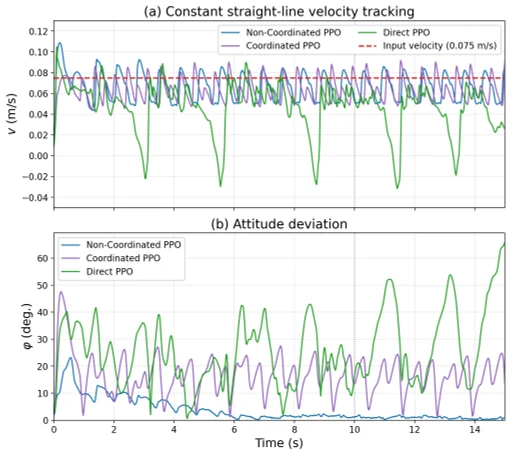 (a) Constant straight-line velocity tracking
Non-Coordinated PPO
Coordinated PPO
Direct PPO
Input velocity (0.075 m/s)
0.12
0.10
0.08
0.06
0.04
0.02
0.00
−0.02
−0.04
v (m/s)
(b) Attitude deviation
Non-Coordinated PPO
Coordinated PPO
Direct PPO
60
50
40
30
20
10
0
φ (deg.)
0 2 4 6 8 10 12 14
Time (s)